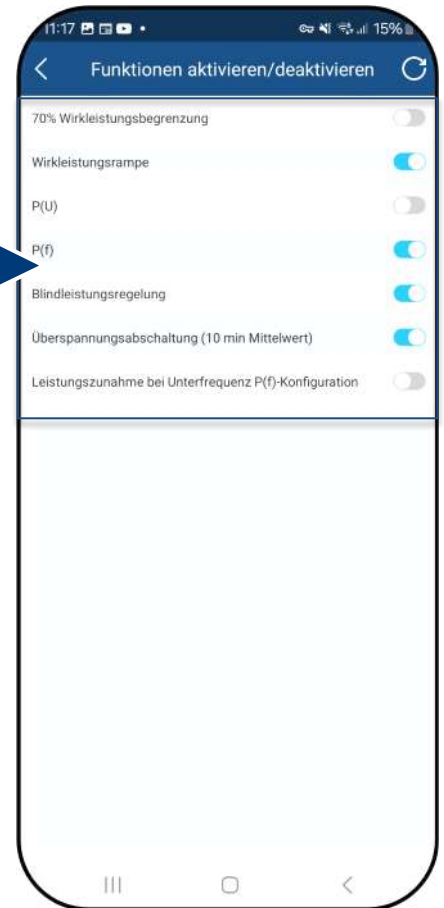 11:17 15%
Funktionen aktivieren/deaktivieren
70% Wirkleistungsbegrenzung
Wirkleistungsrampe
P(U)
P(f)
Blindleistungsregelung
Überspannungsabschaltung (10 min Mittelwert)
Leistungszunahme bei Unterfrequenz P(f)-Konfiguration